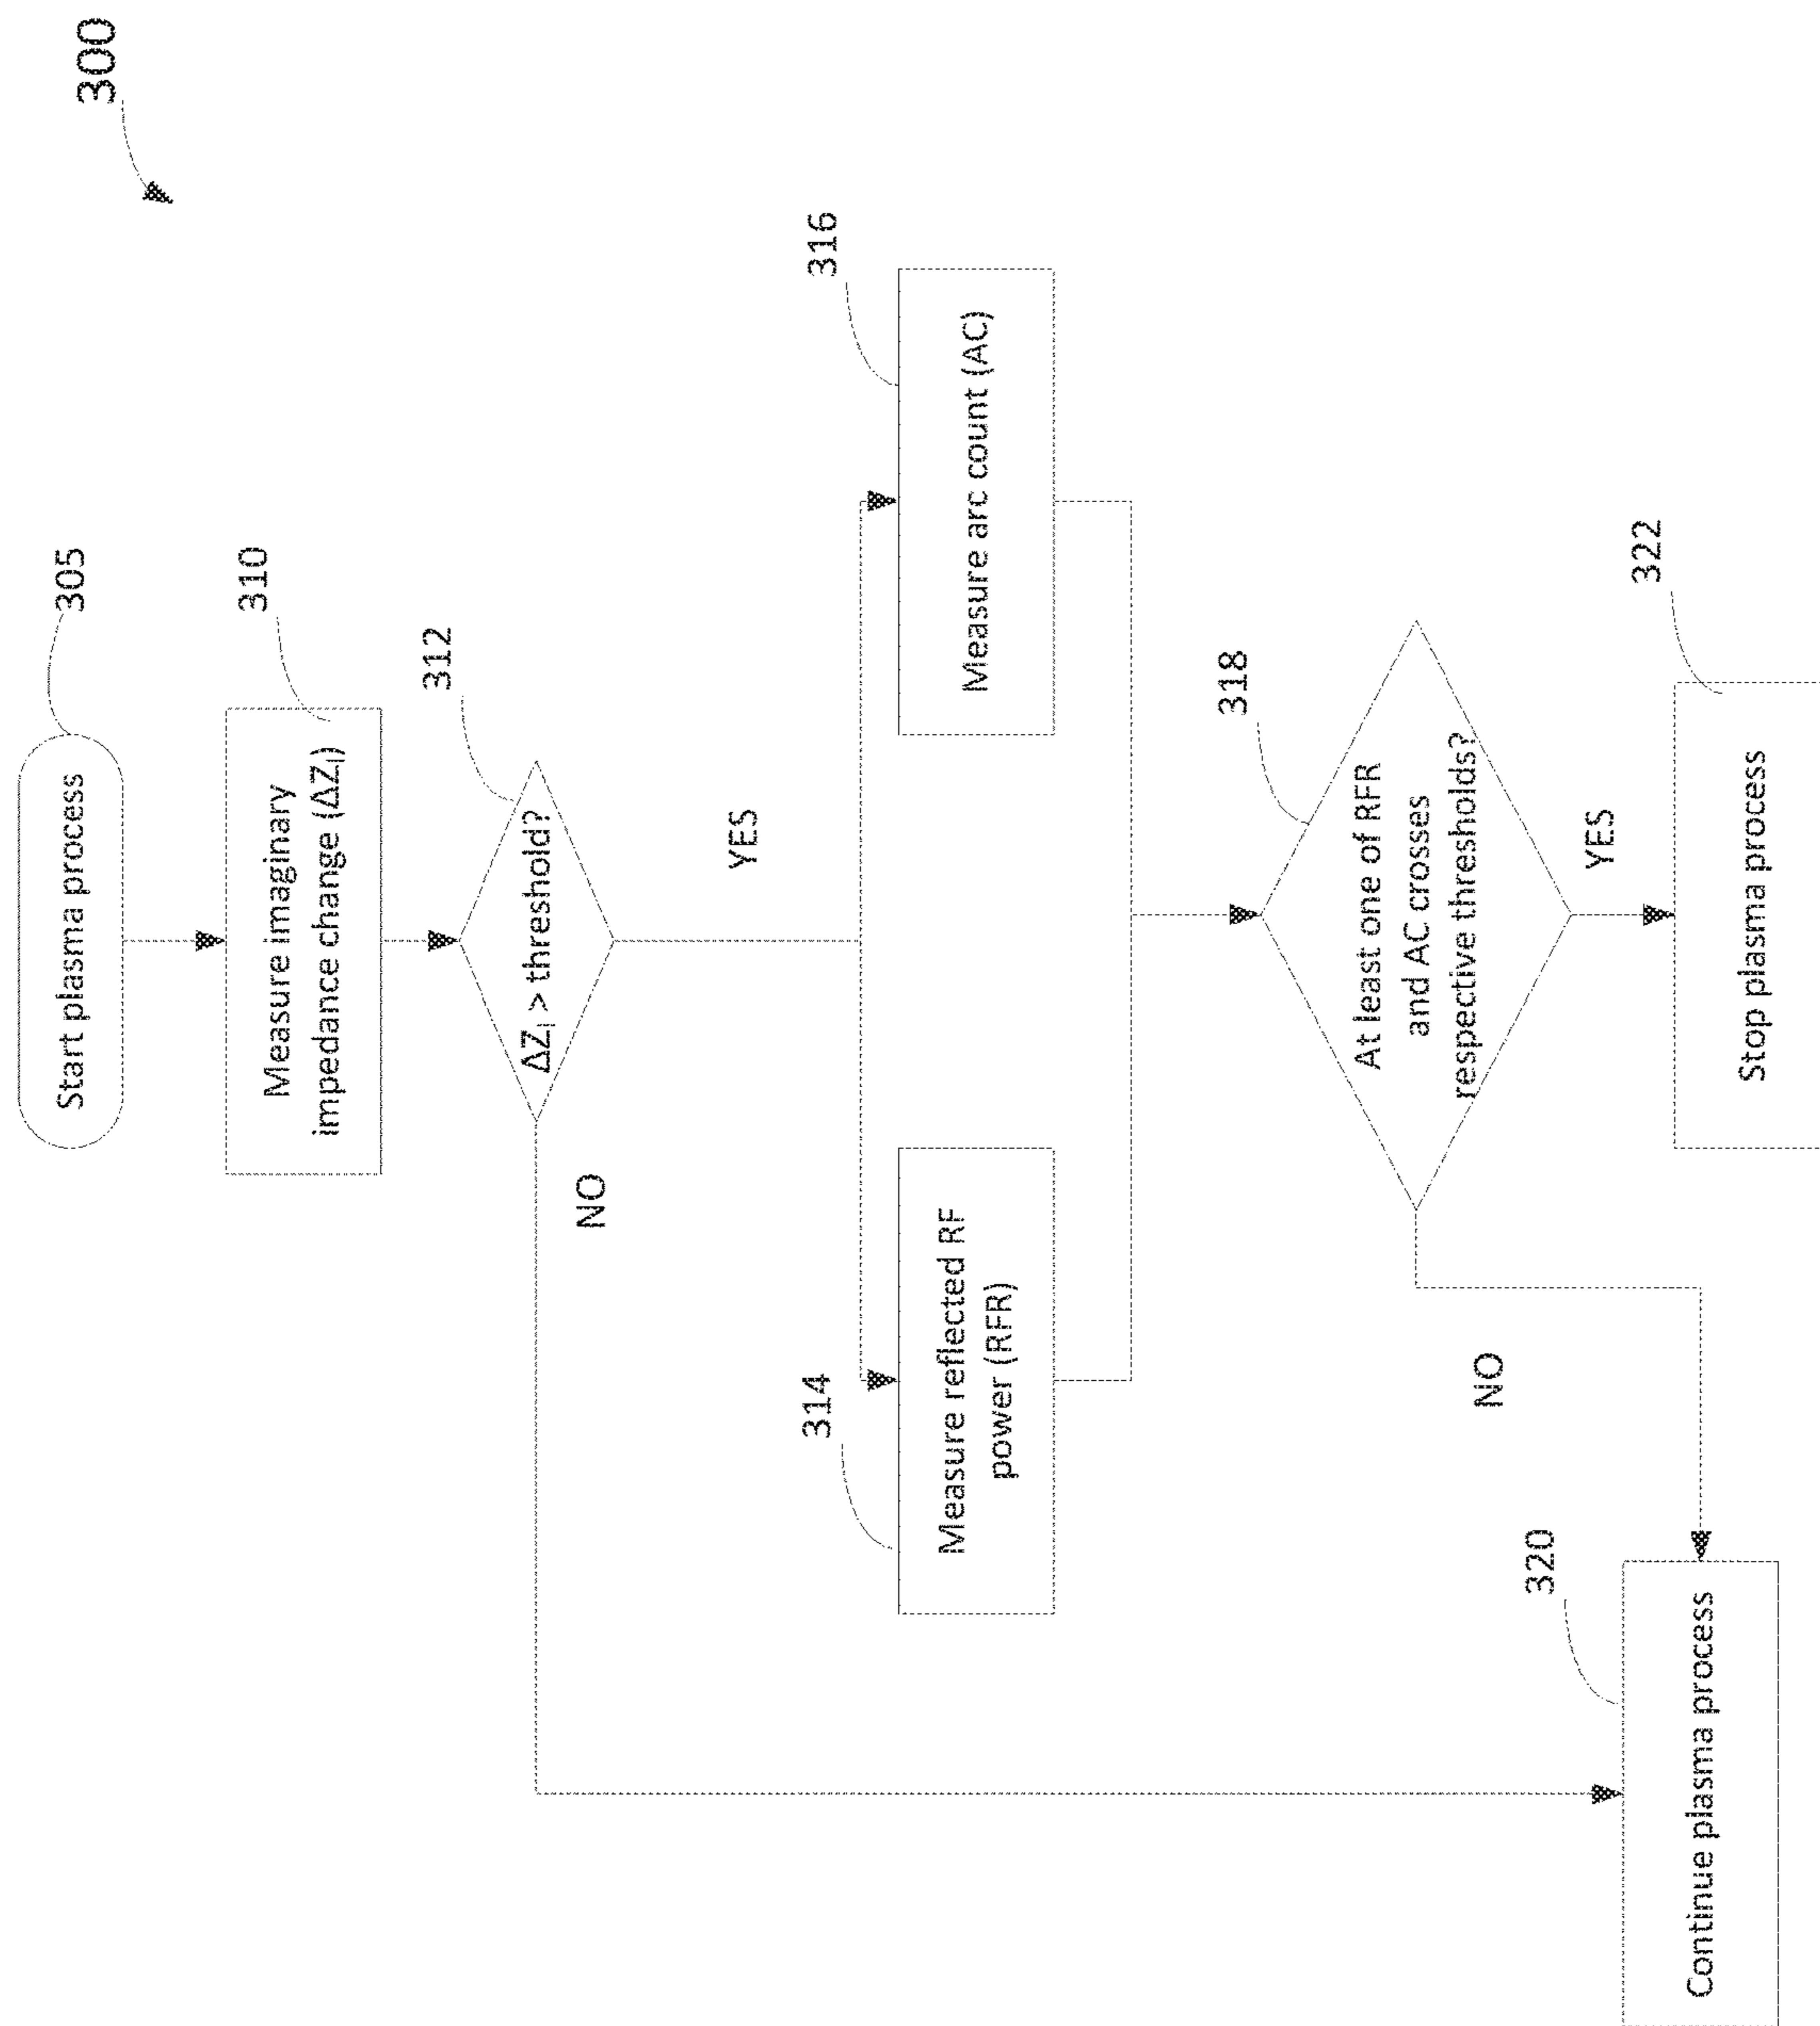 300
305
Start plasma process
310
Measure imaginary
impedance change (ΔZI)
312
ΔZI > threshold?
NO
YES
314
Measure reflected RF
power (RFR)
316
Measure arc count (AC)
318
At least one of RFR
and AC crosses
respective thresholds?
NO
YES
320
Continue plasma process
322
Stop plasma process